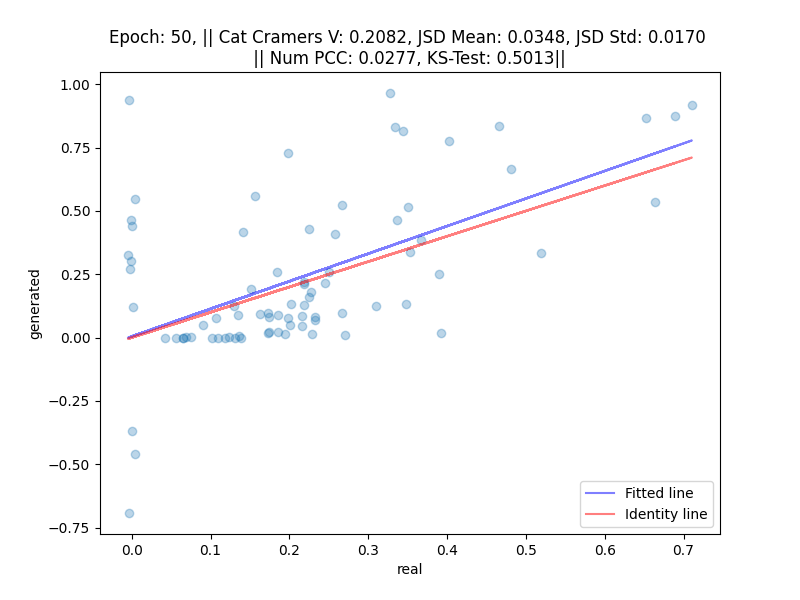 Epoch: 50, || Cat Cramers V: 0.2082, JSD Mean: 0.0348, JSD Std: 0.0170
|| Num PCC: 0.0277, KS-Test: 0.5013||
1.00
0.75
0.50
0.25
0.00
−0.25
−0.50
−0.75
generated
0.0 0.1 0.2 0.3 0.4 0.5 0.6 0.7
real
Fitted line
Identity line